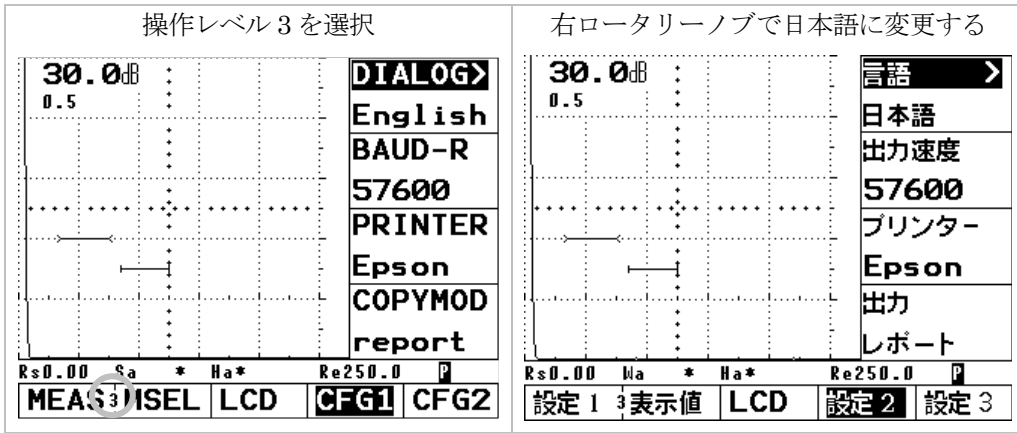 操作レベル 3 を選択
30.0dB
0.5
DIALOG>
English
BAUD-R
57600
PRINTER
Epson
COPYMOD
report
Rs0.00 Sa * Ha* Re250.0 P
MEAS 3 MSEL LCD CFG1 CFG2
右ロータリーノブで日本語に変更する
30.0dB
0.5
言語 >
日本語
出力速度
57600
プリンター
Epson
出力
レポート
Rs0.00 Wa * Ha* Re250.0 P
設定 1 3 表示値 LCD 設定 2 設定 3